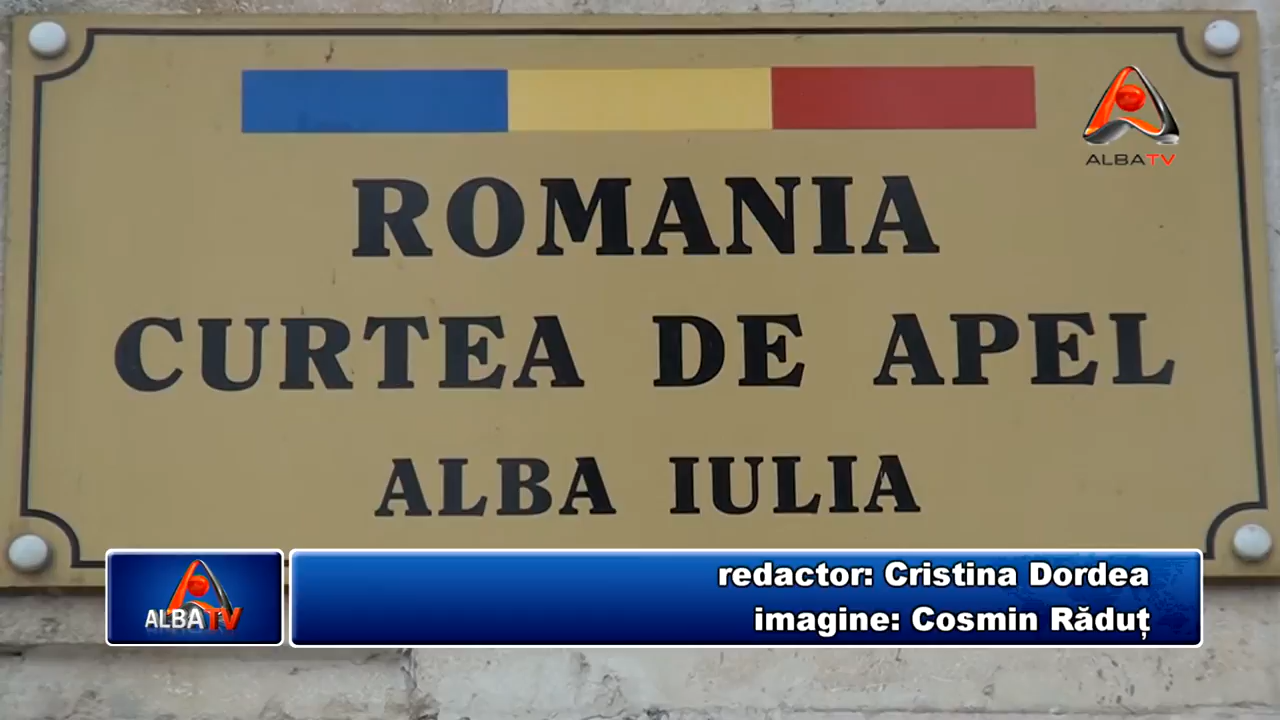 ALBATV
ROMANIA
CURTEA DE APEL
ALBA IULIA
ALBATV
redactor: Cristina Dordea
imagine: Cosmin Răduț